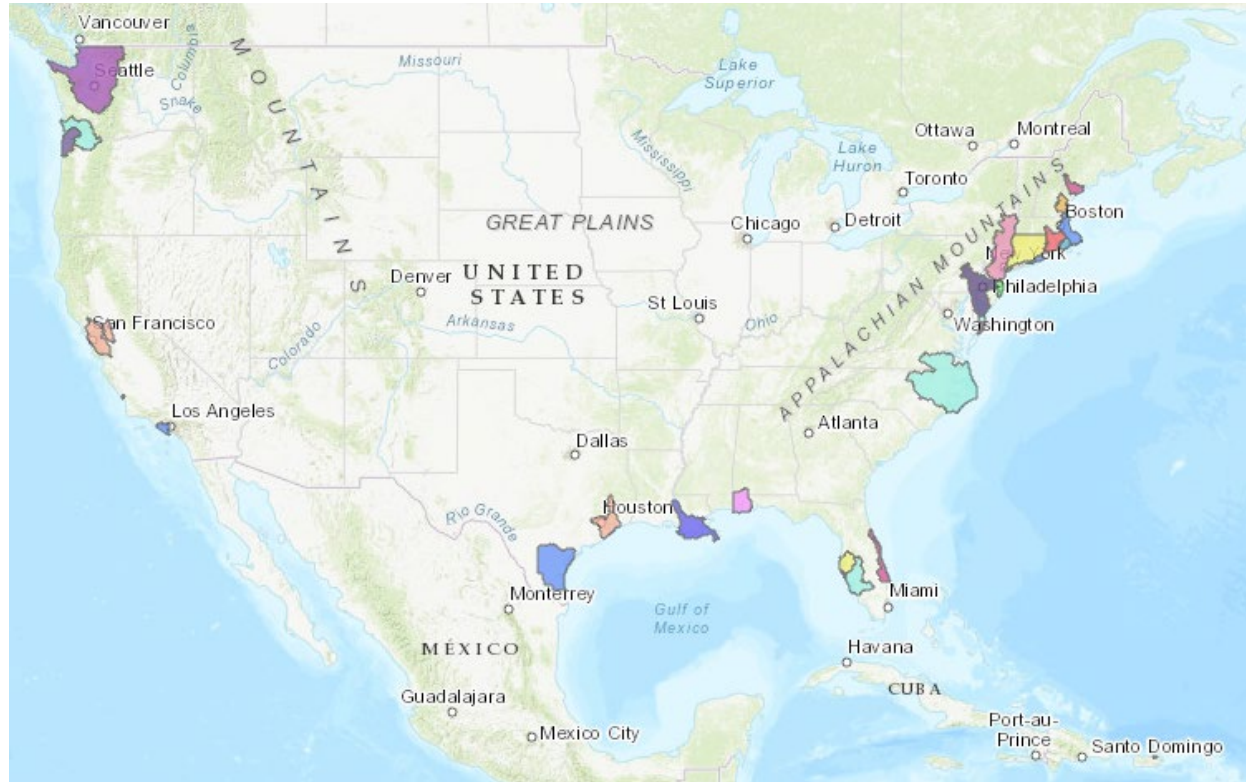 Vancouver
Seattle
Columbia
Snake
MOUNTAINS
Missouri
Lake
Superior
Mississippi
Lake
Huron
Ottawa
Montreal
Toronto
Boston
Chicago
Detroit
GREAT PLAINS
New York
Philadelphia
Denver
UNITED
STATES
St Louis
Ohio
Washington
APPALACHIAN MOUNTAINS
San Francisco
Colorado
Arkansas
Los Angeles
Atlanta
Dallas
Rio Grande
Houston
Monterrey
Gulf of
Mexico
Miami
MÉXICO
Havana
CUBA
Guadalajara
Mexico City
Port-au-
Prince
Santo Domingo